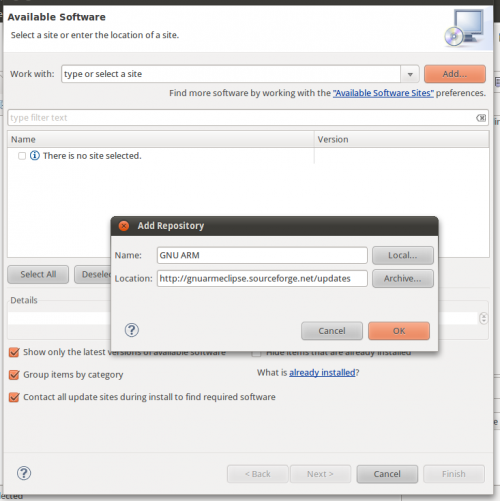 Available Software
Select a site or enter the location of a site.
Work with: type or select a site Add...
Find more software by working with the "Available Software Sites" preferences.
type filter text
Name Version
There is no site selected.
Add Repository
Name: GNU ARM Local...
Location: http://gnuarmeclipse.sourceforge.net/updates Archive...
Select All Desele
Details
? Cancel OK
Show only the latest versions of available software Hide items that are already installed
Group items by category What is already installed?
Contact all update sites during install to find required software
? < Back Next > Cancel Finish